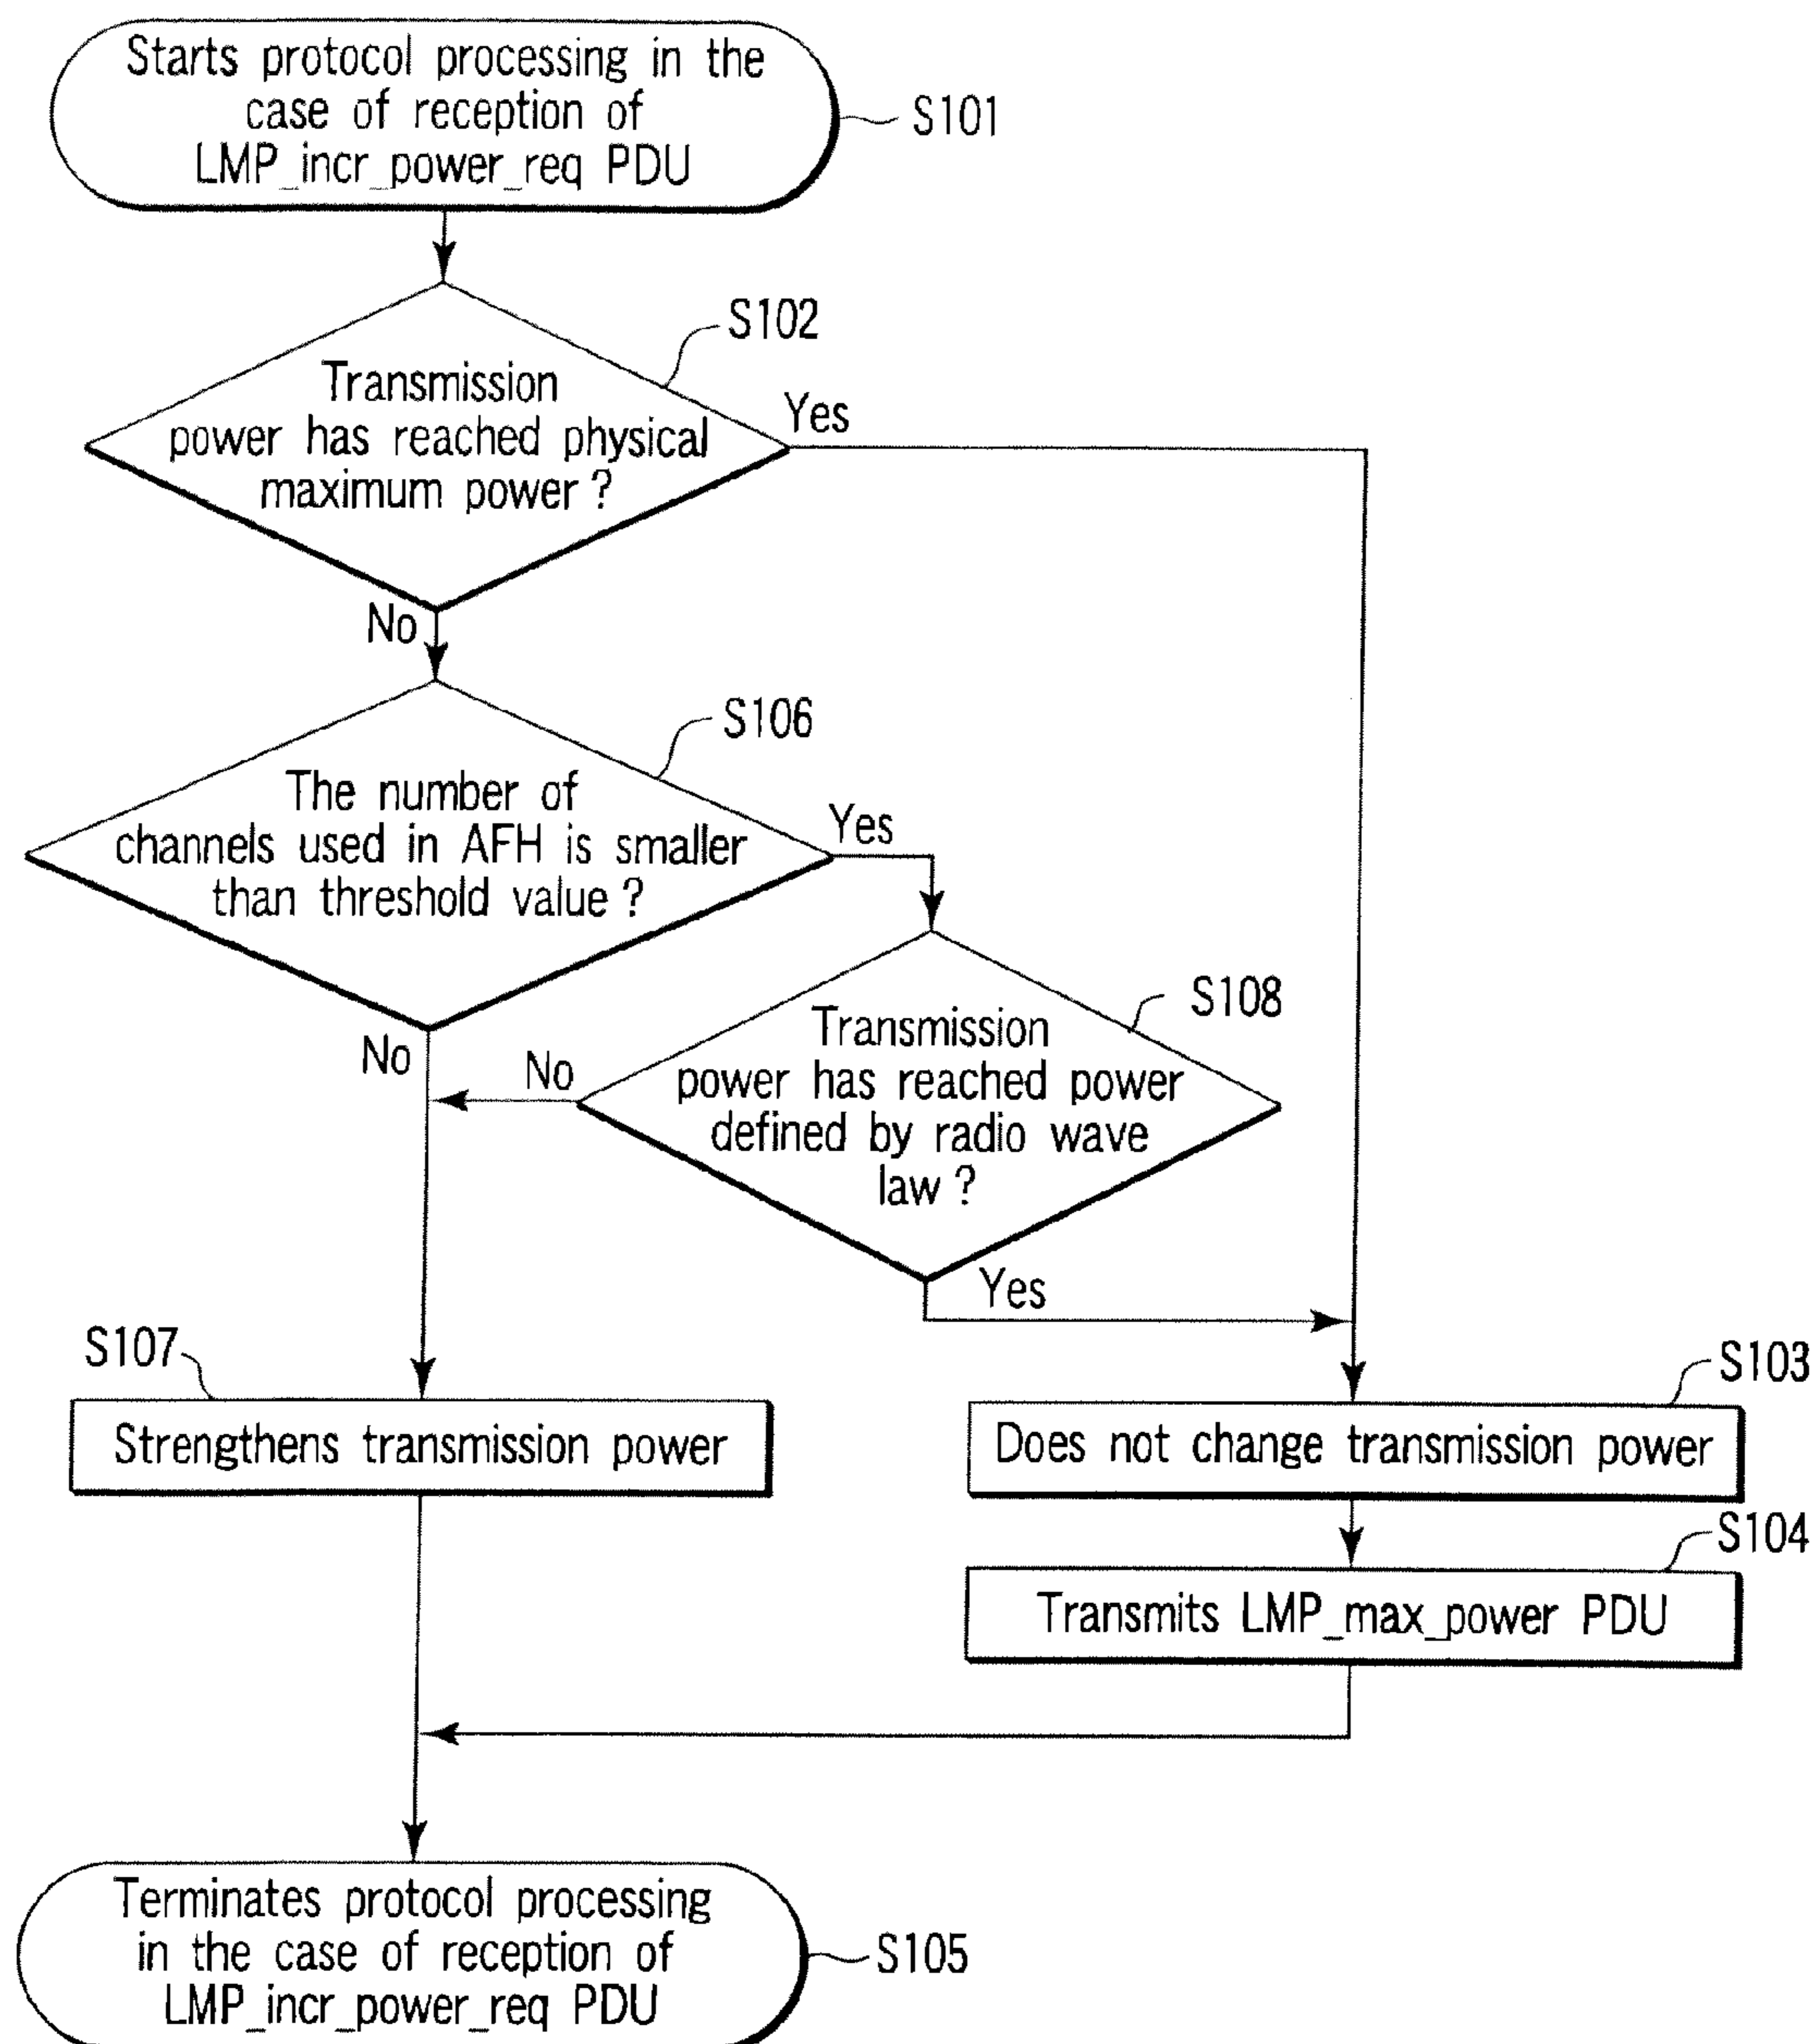 Starts protocol processing in the
case of reception of
LMP_incr_power_req PDU
S101
S102
Transmission
power has reached physical
maximum power ?
Yes
No
S106
The number of
channels used in AFH is smaller
than threshold value ?
Yes
No
S108
Transmission
power has reached power
defined by radio wave
law ?
No
Yes
S107
Strengthens transmission power
S103
Does not change transmission power
S104
Transmits LMP_max_power PDU
Terminates protocol processing
in the case of reception of
LMP_incr_power_req PDU
S105